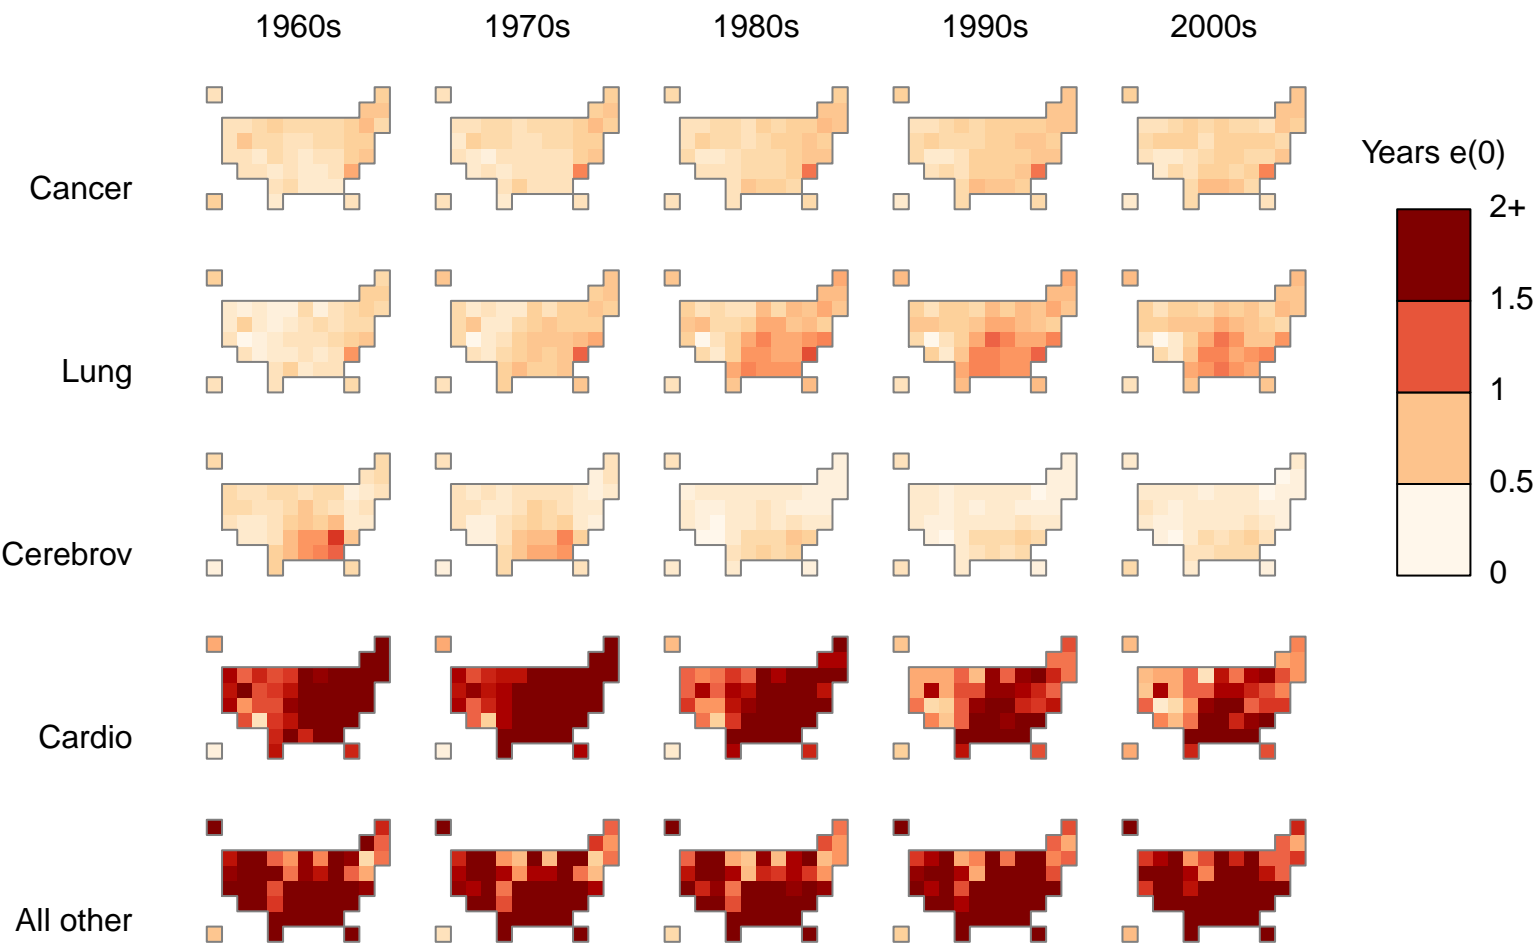 1960s 1970s 1980s 1990s 2000s
Cancer
Lung
Cerebrov
Cardio
All other
Years e(0)
2+
1.5
1
0.5
0